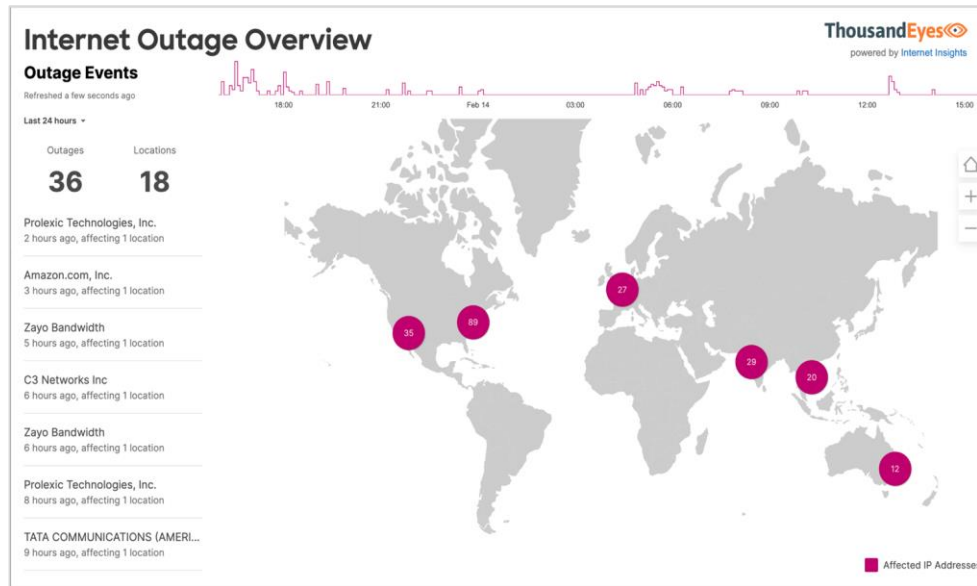 Internet Outage Overview
ThousandEyes
powered by Internet Insights
Outage Events
Refreshed a few seconds ago
Last 24 hours
18:00 21:00 Feb 14 03:00 06:00 09:00 12:00 15:00
Outages Locations
36 18
Prolexic Technologies, Inc.
2 hours ago, affecting 1 location
Amazon.com, Inc.
3 hours ago, affecting 1 location
Zayo Bandwidth
5 hours ago, affecting 1 location
C3 Networks Inc
6 hours ago, affecting 1 location
Zayo Bandwidth
6 hours ago, affecting 1 location
Prolexic Technologies, Inc.
8 hours ago, affecting 1 location
TATA COMMUNICATIONS (AMERI...
9 hours ago, affecting 1 location
27
35
89
29
20
12
Affected IP Addresse